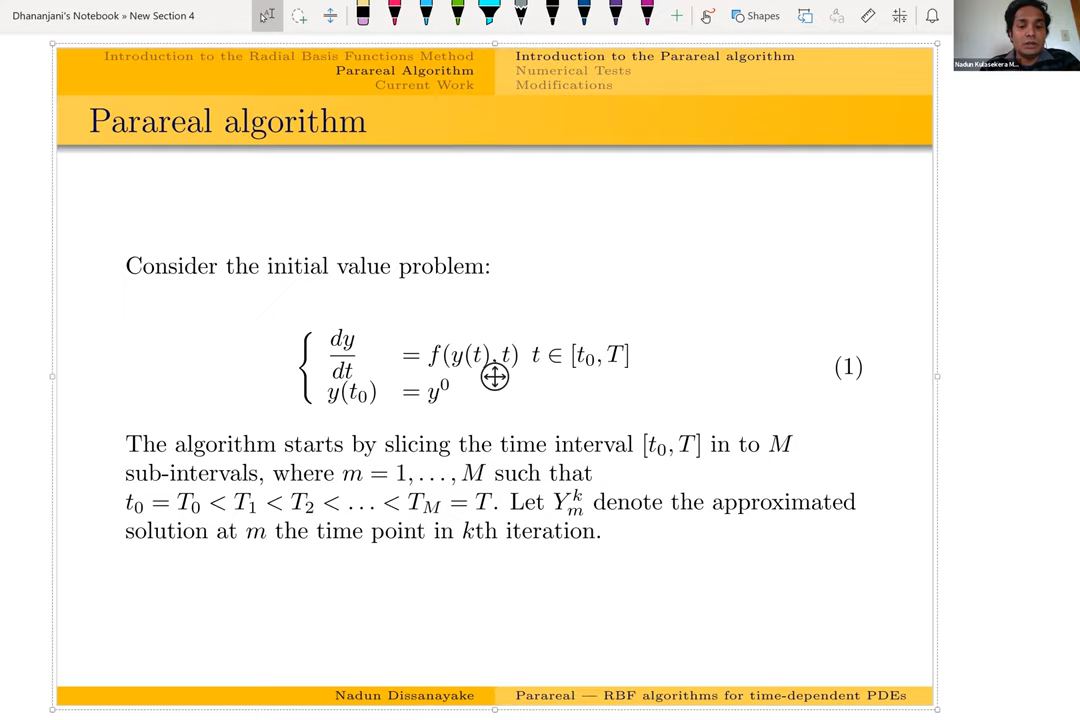 Dhananjani's Notebook » New Section 4
Shapes
Nadun Kulasekera M...
Introduction to the Radial Basis Functions Method
Parareal Algorithm
Current Work
Introduction to the Parareal algorithm
Numerical Tests
Modifications
Parareal algorithm
Consider the initial value problem:
{ dy/dt = f(y(t), t) t ∈ [t₀, T]
y(t₀) = y⁰
(1)
The algorithm starts by slicing the time interval [t₀, T] in to M
sub-intervals, where m = 1, . . . , M such that
t₀ = T₀ < T₁ < T₂ < . . . < T_M = T. Let Y_m^k denote the approximated
solution at m the time point in kth iteration.
Nadun Dissanayake
Parareal — RBF algorithms for time-dependent PDEs